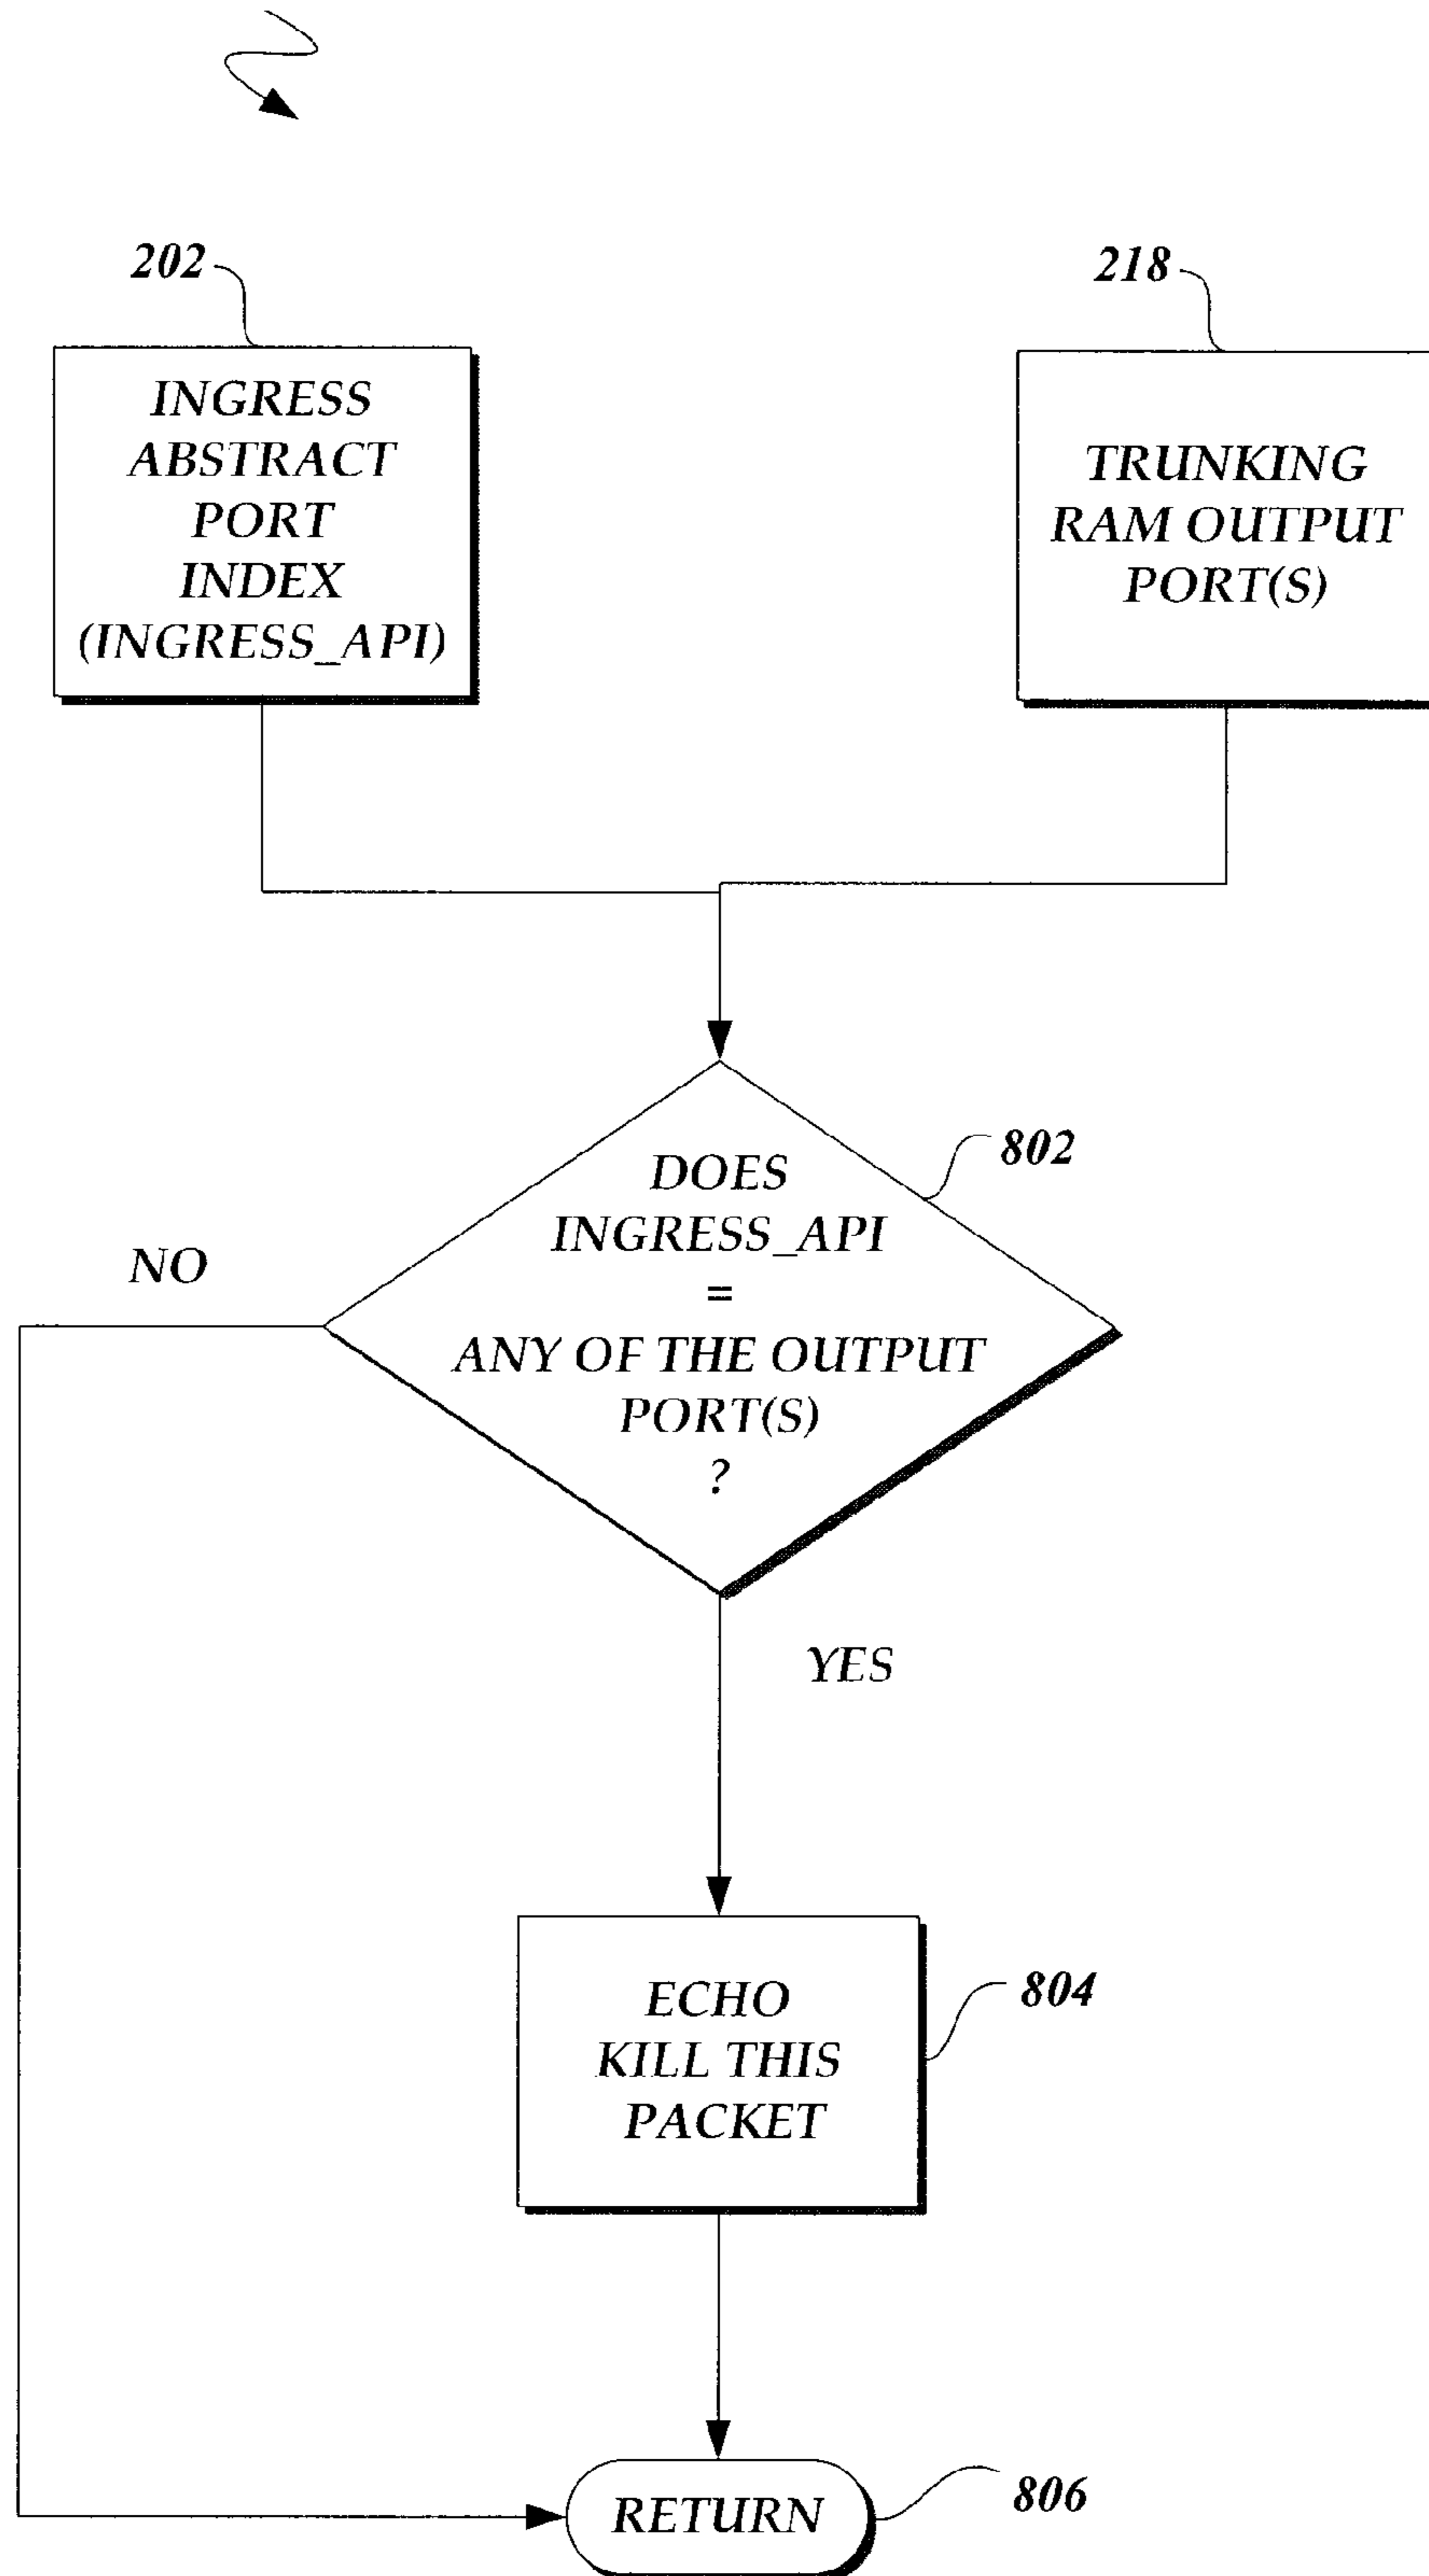 202
INGRESS
ABSTRACT
PORT
INDEX
(INGRESS_API)
218
TRUNKING
RAM OUTPUT
PORT(S)
802
DOES
INGRESS_API
=
ANY OF THE OUTPUT
PORT(S)
?
NO
YES
804
ECHO
KILL THIS
PACKET
806
RETURN